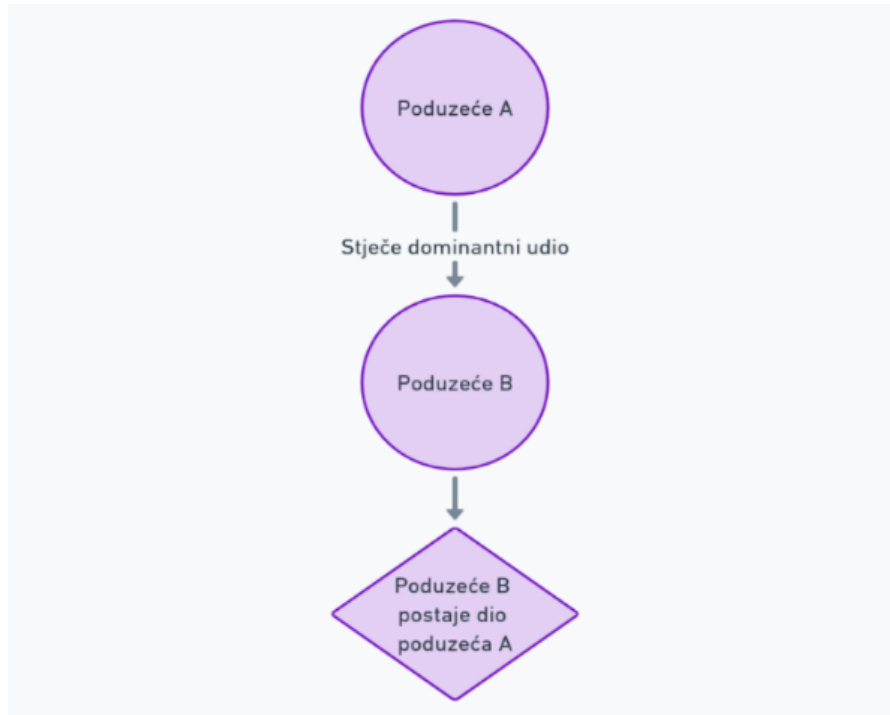 Poduzeće A
Stječe dominantni udio
Poduzeće B
Poduzeće B
postaje dio
poduzeća A